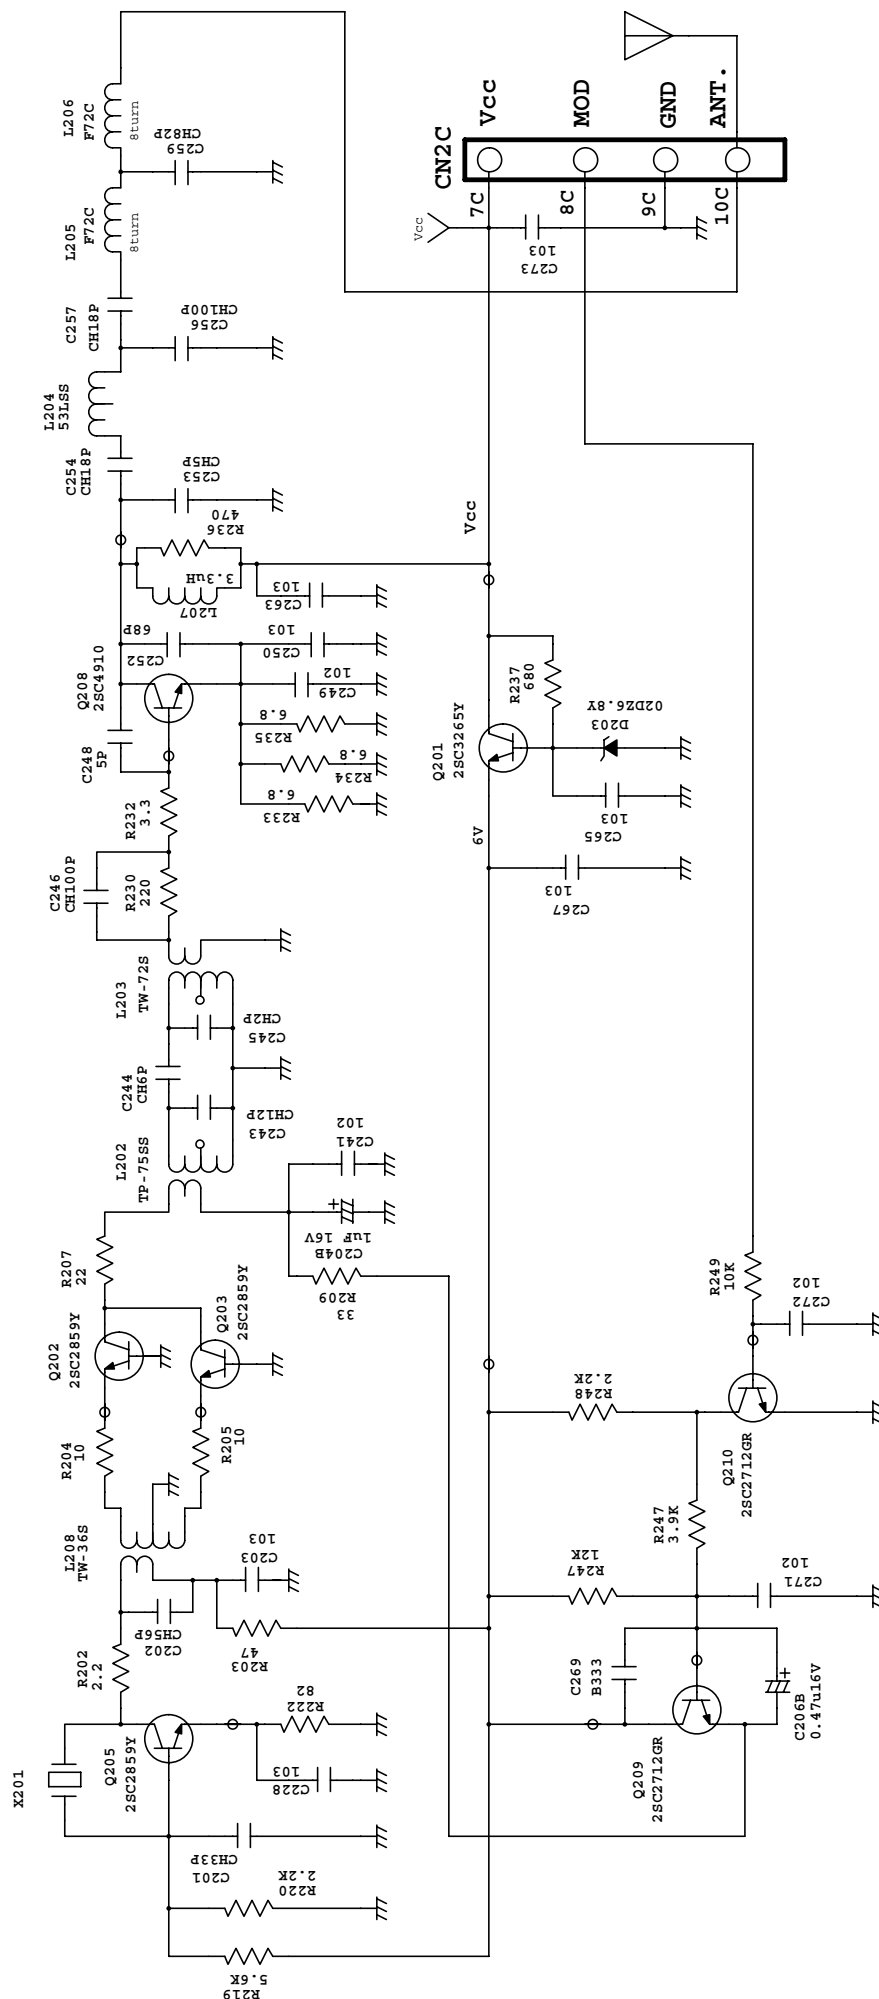 L206
F72C
8turn
CH82P
C259
L205
F72C
8turn
C257
CH18P
CH100P
C256
L204
53LSS
C254
CH18P
CH5P
C253
470
R236
3.3uH
L207
103
C263
68P
C252
103
C250
102
C249
Q208
2SC4910
6.8
R235
6.8
R234
6.8
R233
C248
5P
R232
3.3
C246
CH100P
R230
220
L203
TW-72S
CH2P
C245
C244
CH6P
CH12P
C243
L202
TP-75SS
102
C241
1uF 16V
C204B
+
R209
33
R207
22
Q202
2SC2859Y
Q203
2SC2859Y
R204
10
R205
10
L208
TW-36S
103
C203
CH56P
C202
47
R203
R202
2.2
82
R222
103
C228
Q205
2SC2859Y
X201
CH33P
C201
2.2K
R220
5.6K
R219
CN2C
Vcc
MOD
GND
ANT.
7C
8C
9C
10C
Vcc
103
C273
Vcc
R237
680
02DZ6.8Y
D203
Q201
2SC3265Y
103
C265
6V
103
C267
R249
10K
102
C272
2.2K
R248
Q210
2SC2712GR
R247
3.9K
12K
R247
102
C271
C269
B333
+
C206B
0.47u16V
Q209
2SC2712GR